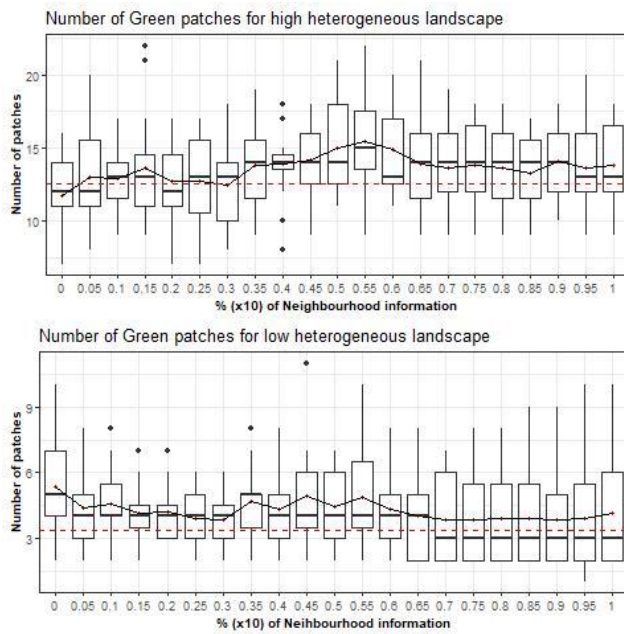 Number of Green patches for high heterogeneous landscape
Number of patches
20
15
10
0 0.05 0.1 0.15 0.2 0.25 0.3 0.35 0.4 0.45 0.5 0.55 0.6 0.65 0.7 0.75 0.8 0.85 0.9 0.95 1
% (x10) of Neighbourhood information
Number of Green patches for low heterogeneous landscape
Number of patches
9
6
3
0 0.05 0.1 0.15 0.2 0.25 0.3 0.35 0.4 0.45 0.5 0.55 0.6 0.65 0.7 0.75 0.8 0.85 0.9 0.95 1
% (x10) of Neihbourhood information